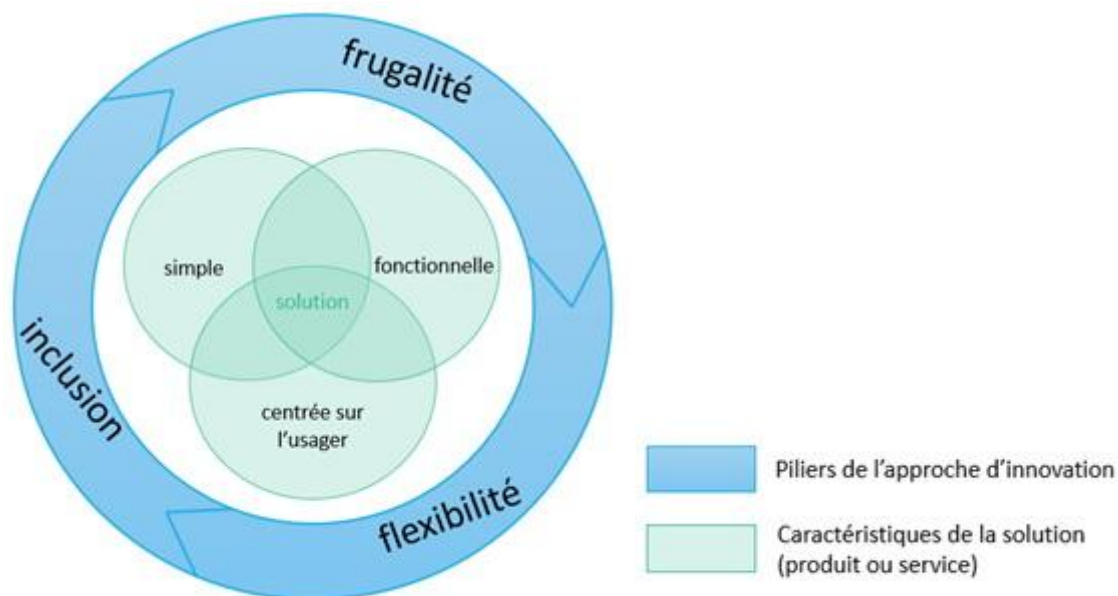 frugalité
simple
fonctionnelle
solution
inclusion
centrée sur
l'usager
flexibilité
Piliers de l'approche d'innovation
Caractéristiques de la solution
(produit ou service)